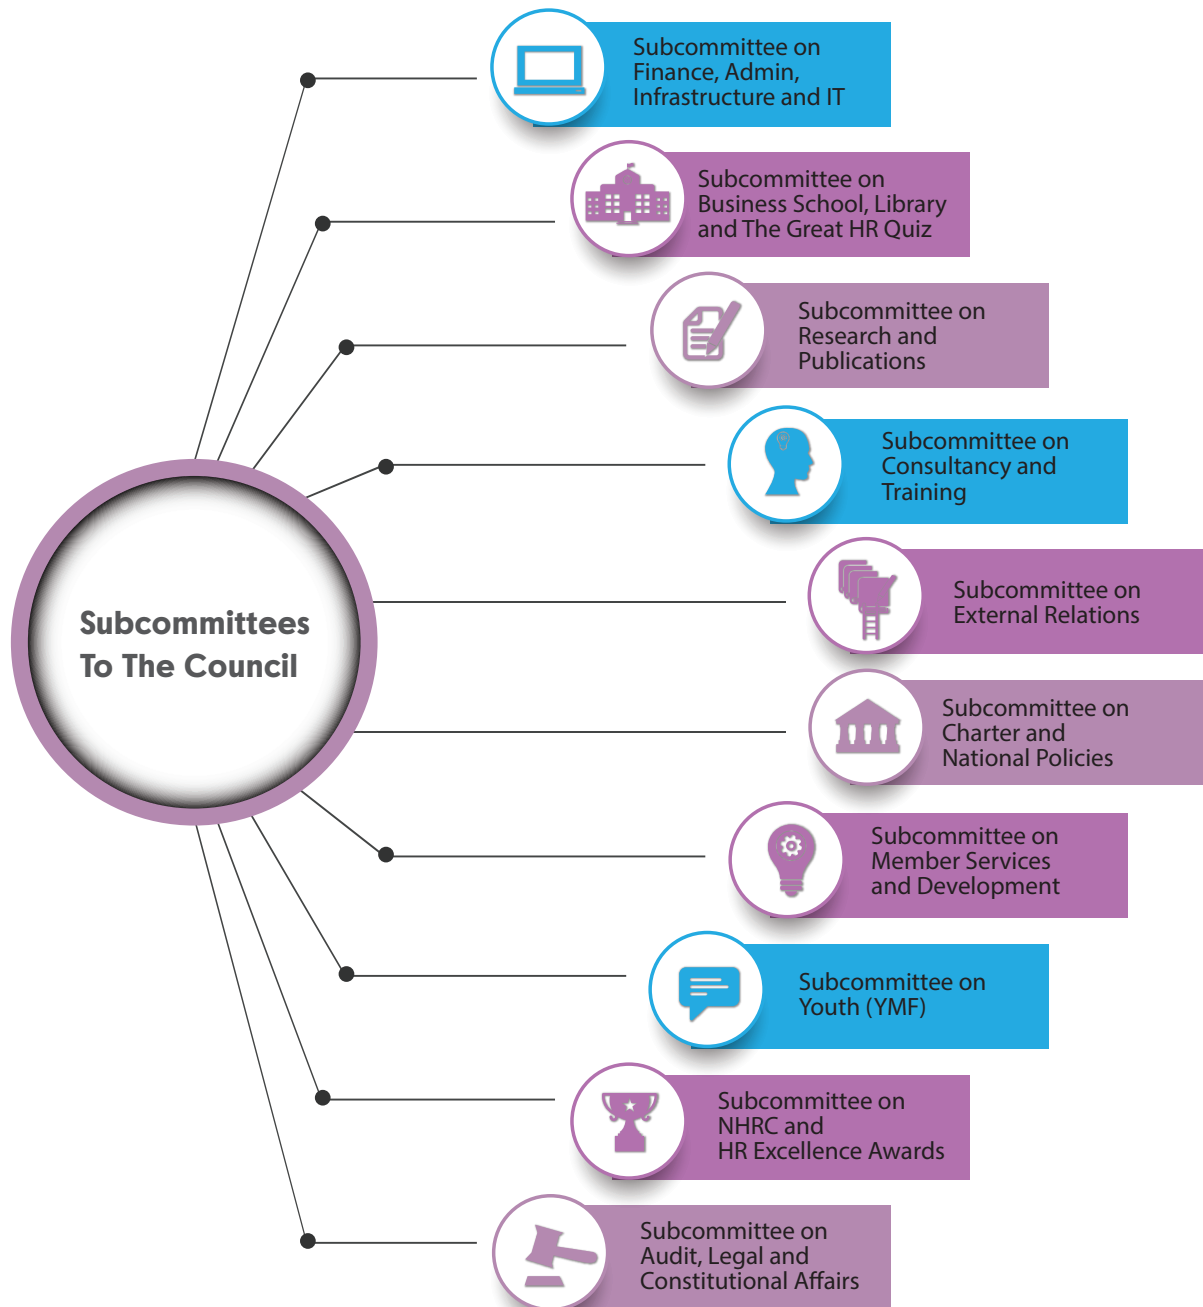 Subcommittee on
Finance, Admin,
Infrastructure and IT
Subcommittee on
Business School, Library
and The Great HR Quiz
Subcommittee on
Research and
Publications
Subcommittee on
Consultancy and
Training
Subcommittee on
External Relations
Subcommittees
To The Council
Subcommittee on
Charter and
National Policies
Subcommittee on
Member Services
and Development
Subcommittee on
Youth (YMF)
Subcommittee on
NHRC and
HR Excellence Awards
Subcommittee on
Audit, Legal and
Constitutional Affairs